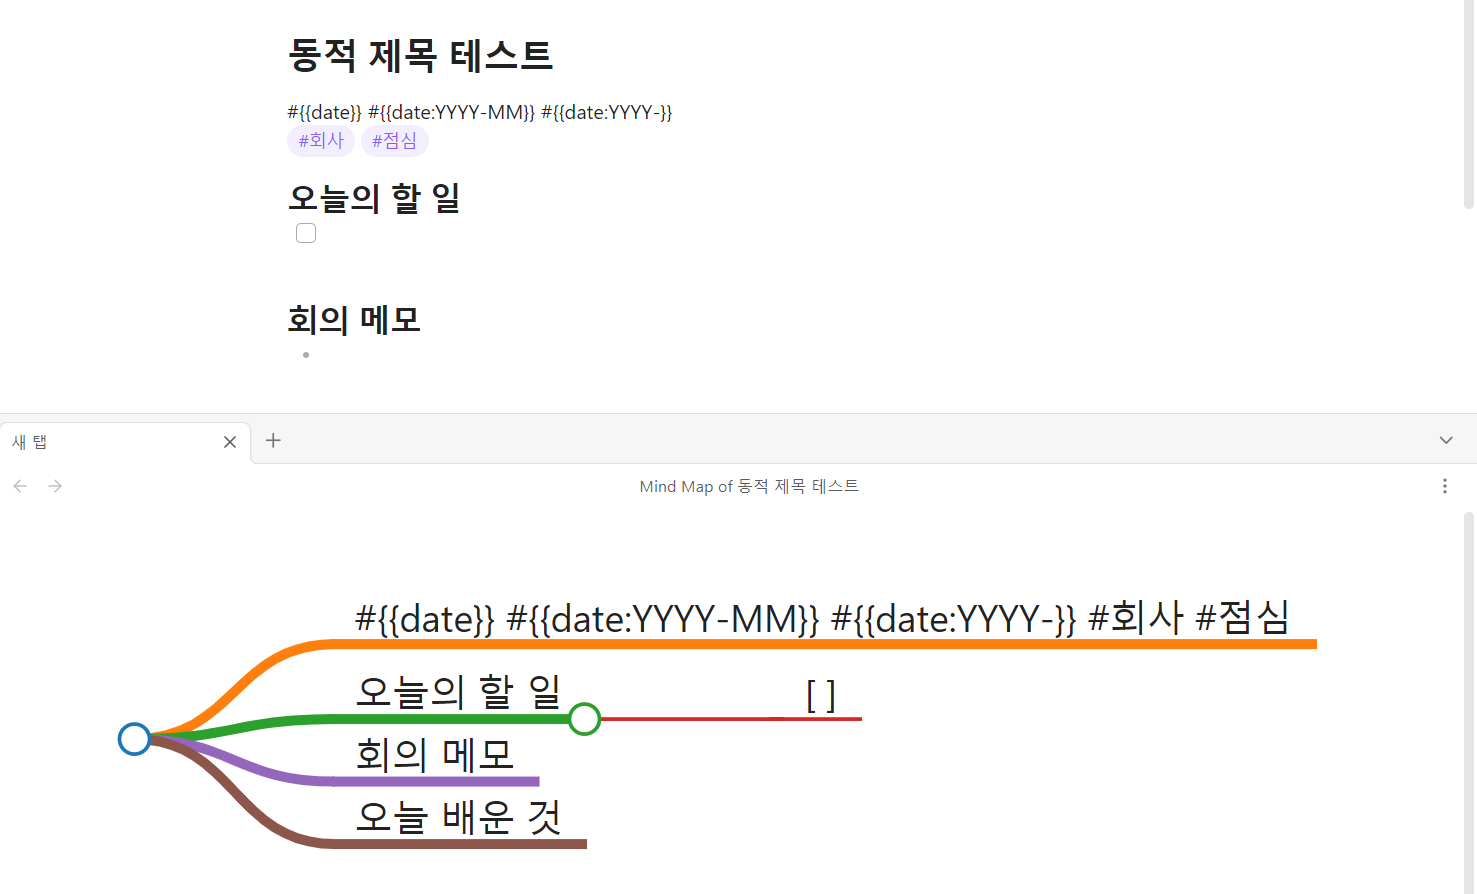 동적 제목 테스트
#{{date}} #{{date:YYYY-MM}} #{{date:YYYY-}}
#회사 #점심
오늘의 할 일
회의 메모
새 탭
Mind Map of 동적 제목 테스트
#{{date}} #{{date:YYYY-MM}} #{{date:YYYY-}} #회사 #점심
오늘의 할 일 [ ]
회의 메모
오늘 배운 것